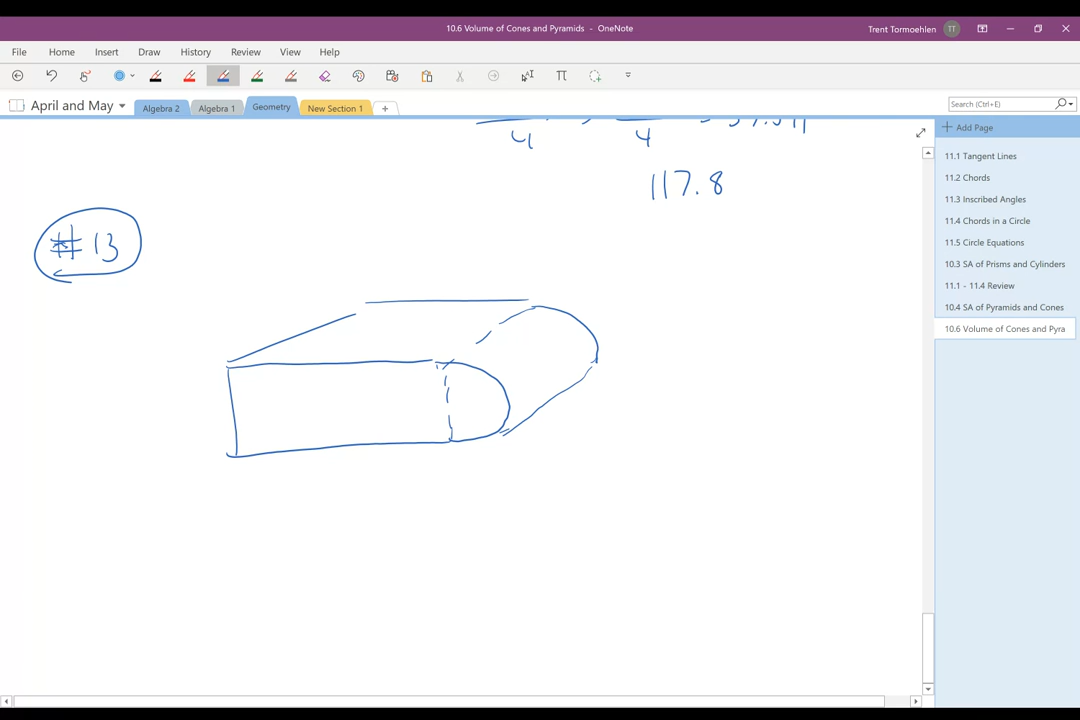 10.6 Volume of Cones and Pyramids - OneNote
Trent Tormoehlen TT
File Home Insert Draw History Review View Help
April and May Algebra 2 Algebra 1 Geometry New Section 1 +
Search (Ctrl+E)
Add Page
11.1 Tangent Lines
11.2 Chords
11.3 Inscribed Angles
11.4 Chords in a Circle
11.5 Circle Equations
10.3 SA of Prisms and Cylinders
11.1 - 11.4 Review
10.4 SA of Pyramids and Cones
10.6 Volume of Cones and Pyra
4 4
117.8
# 13